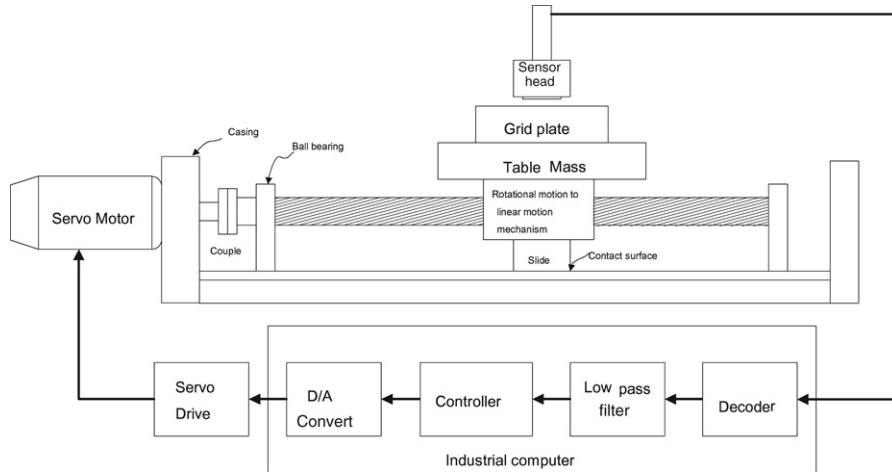 Sensor
head
Grid plate
Casing
Ball bearing
Table Mass
Servo Motor
Rotational motion to
linear motion
mechanism
Couple
Slide
Contact surface
Servo
Drive
D/A
Convert
Controller
Low pass
filter
Decoder
Industrial computer